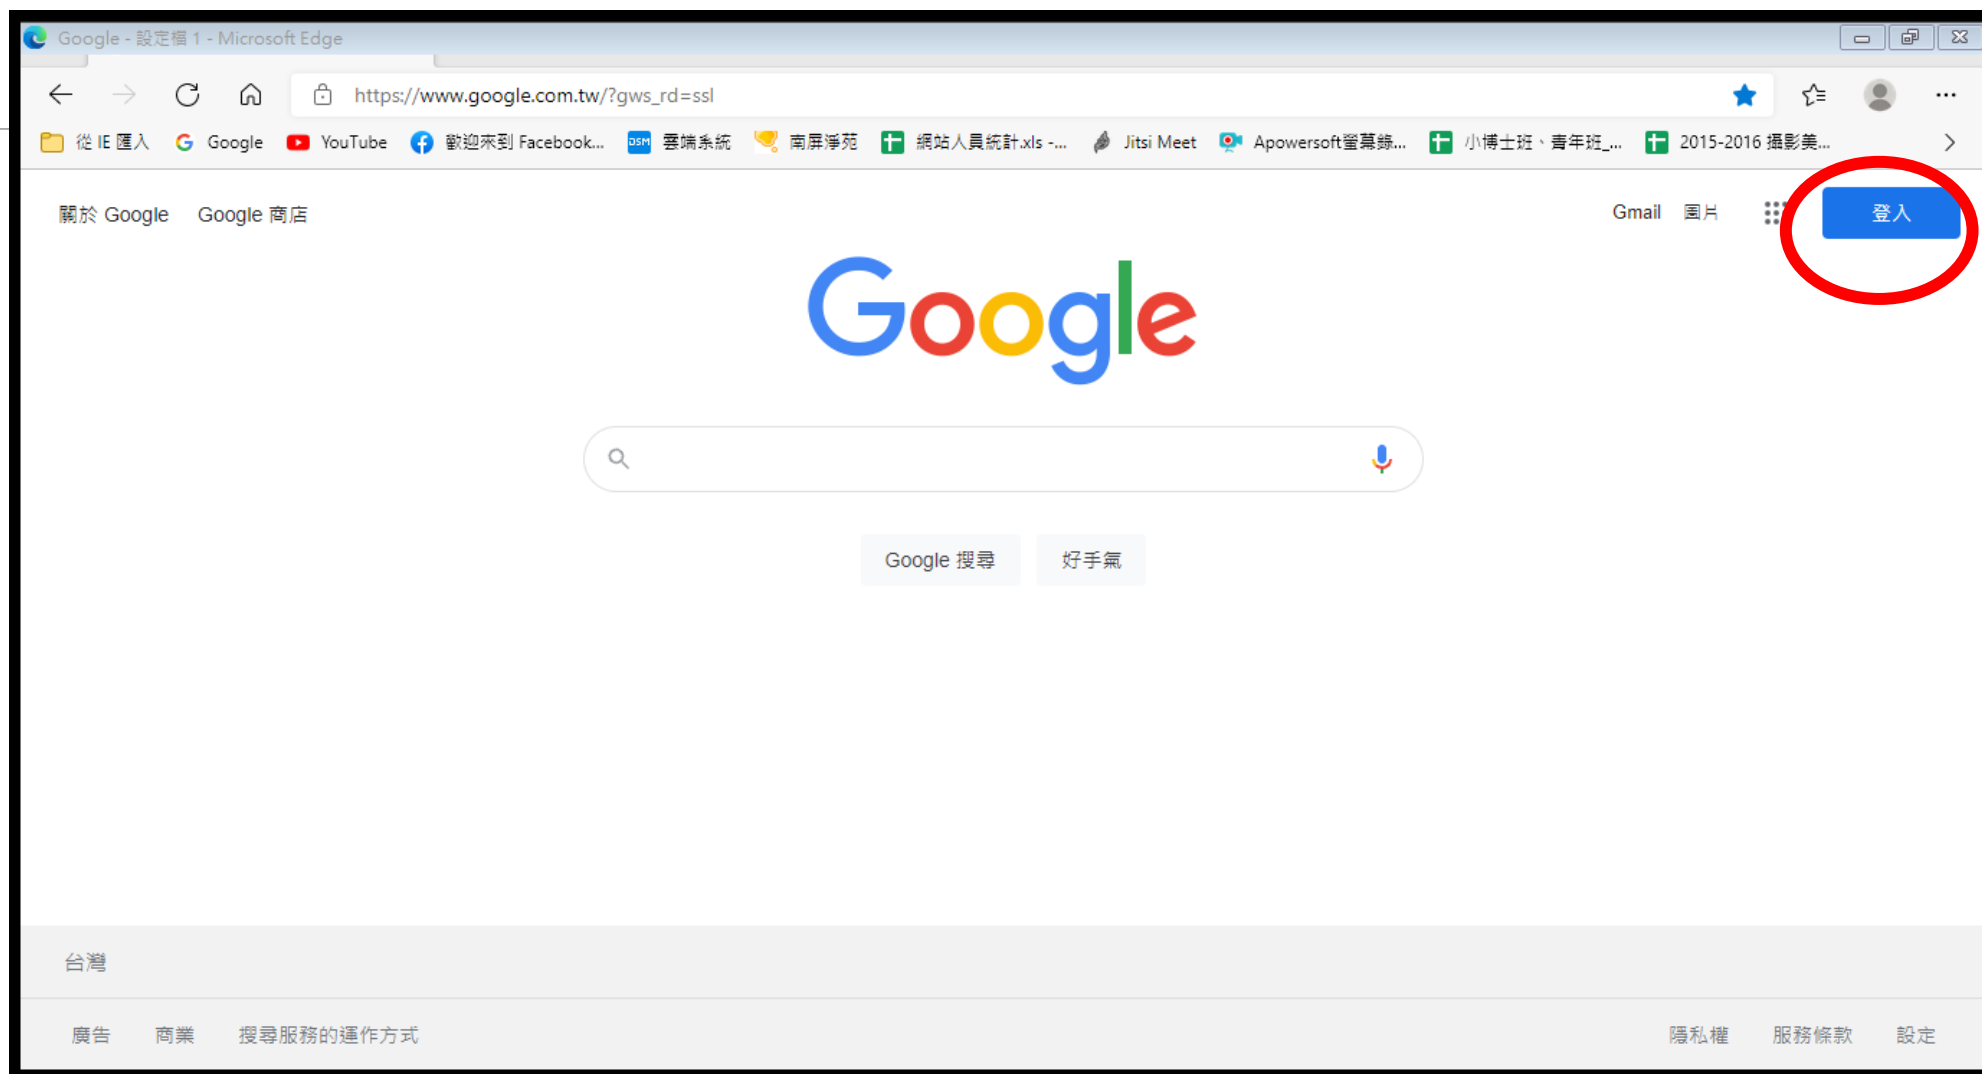 Google - 設定檔 1 - Microsoft Edge
https://www.google.com.tw/?gws_rd=ssl
從 IE 匯入 Google YouTube 歡迎來到 Facebook... DSM 雲端系統 南屏淨苑 網站人員統計.xls -... Jitsi Meet Apowersoft螢幕錄... 小博士班、青年班_... 2015-2016 攝影美...
關於 Google Google 商店 Gmail 圖片 登入
Google
Google 搜尋 好手氣
台灣
廣告 商業 搜尋服務的運作方式 隱私權 服務條款 設定